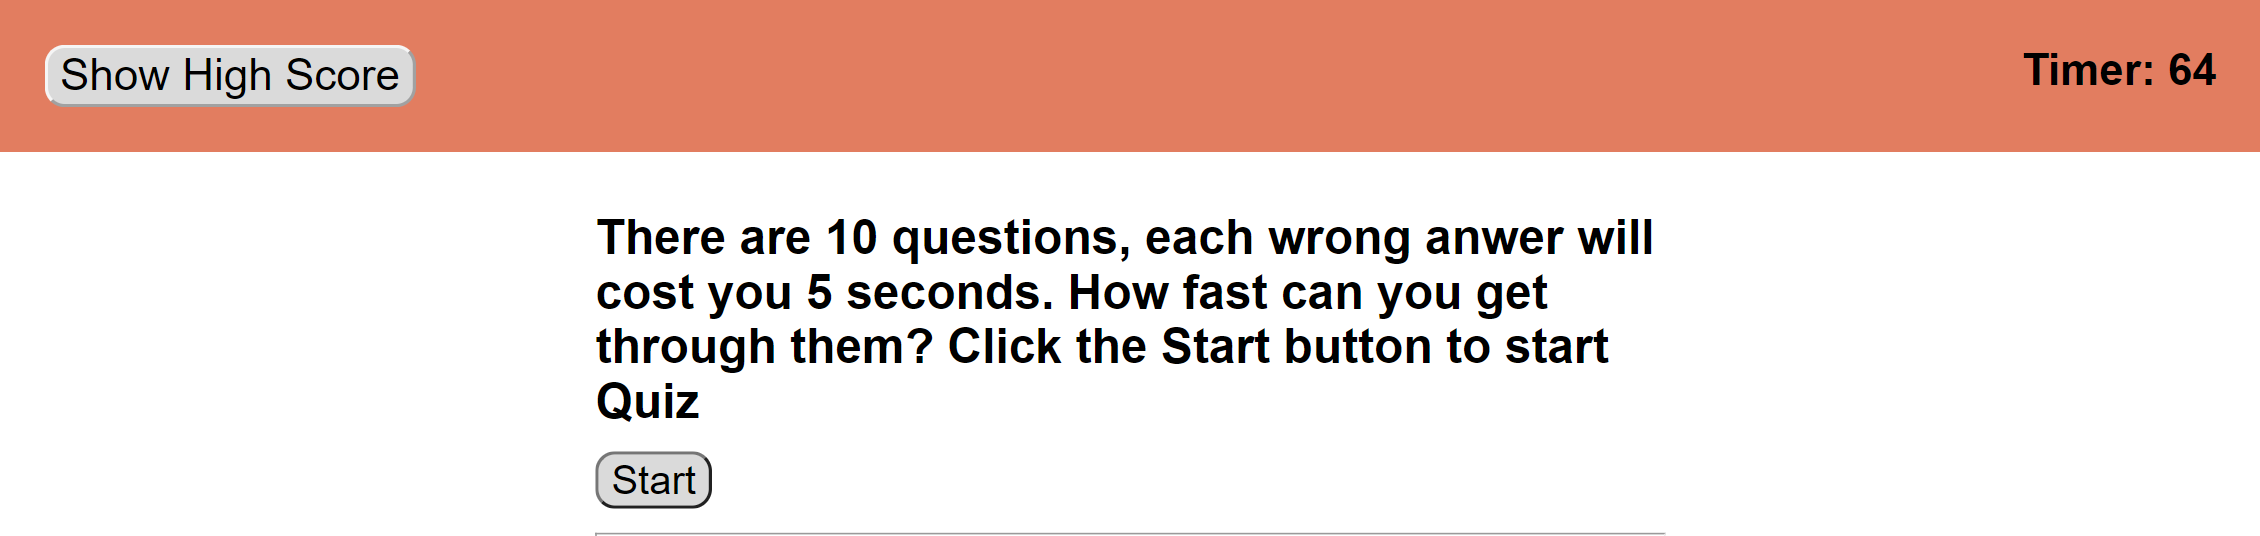 Show High Score
Timer: 64
There are 10 questions, each wrong anwer will
cost you 5 seconds. How fast can you get
through them? Click the Start button to start
Quiz
Start